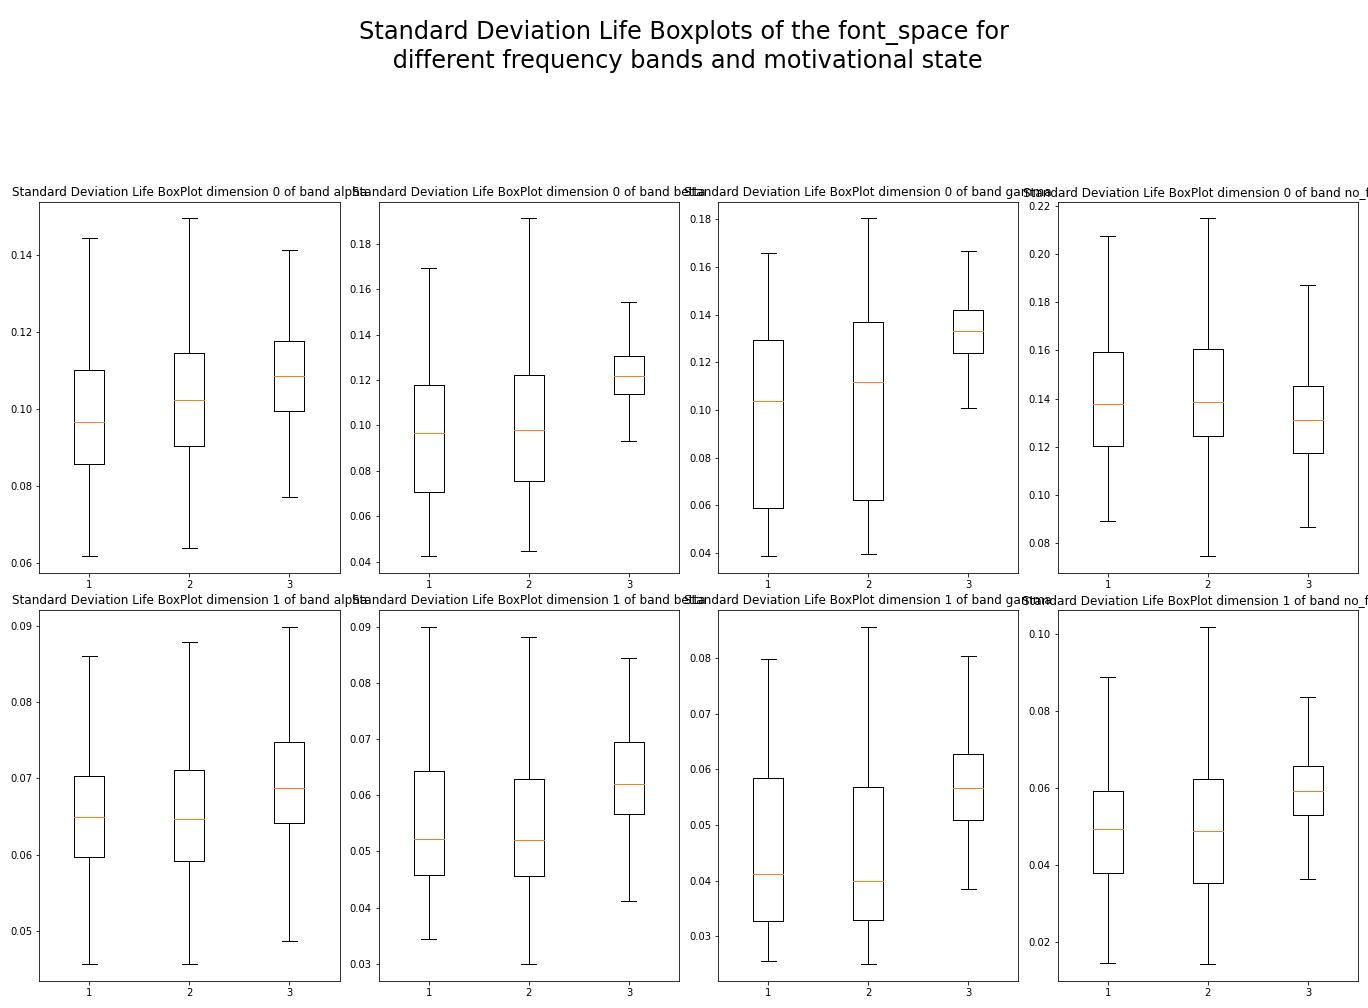 Standard Deviation Life Boxplots of the font_space for
different frequency bands and motivational state
Standard Deviation Life BoxPlot dimension 0 of band alpha
Standard Deviation Life BoxPlot dimension 0 of band betta
Standard Deviation Life BoxPlot dimension 0 of band gamma
Standard Deviation Life BoxPlot dimension 0 of band no_f
0.14
0.12
0.10
0.08
0.06
1 2 3
0.18
0.16
0.14
0.12
0.10
0.08
0.06
0.04
1 2 3
0.18
0.16
0.14
0.12
0.10
0.08
0.06
0.04
1 2 3
0.22
0.20
0.18
0.16
0.14
0.12
0.10
0.08
1 2 3
Standard Deviation Life BoxPlot dimension 1 of band alpha
Standard Deviation Life BoxPlot dimension 1 of band betta
Standard Deviation Life BoxPlot dimension 1 of band gamma
Standard Deviation Life BoxPlot dimension 1 of band no_f
0.09
0.08
0.07
0.06
0.05
1 2 3
0.09
0.08
0.07
0.06
0.05
0.04
0.03
1 2 3
0.08
0.07
0.06
0.05
0.04
0.03
1 2 3
0.10
0.08
0.06
0.04
0.02
1 2 3